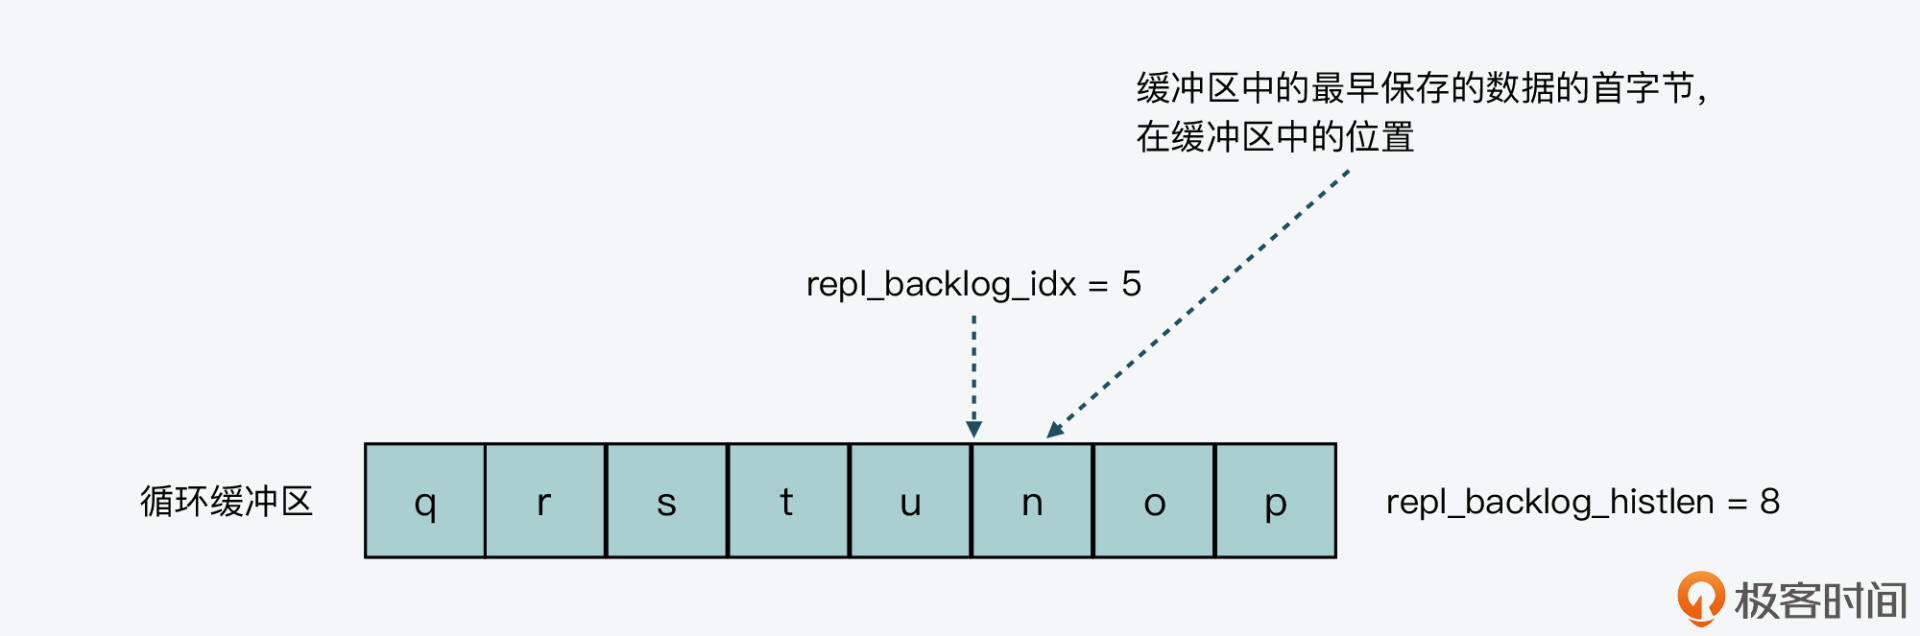 缓冲区中的最早保存的数据的首字节，
在缓冲区中的位置
repl_backlog_idx = 5
循环缓冲区 q r s t u n o p repl_backlog_histlen = 8
极客时间